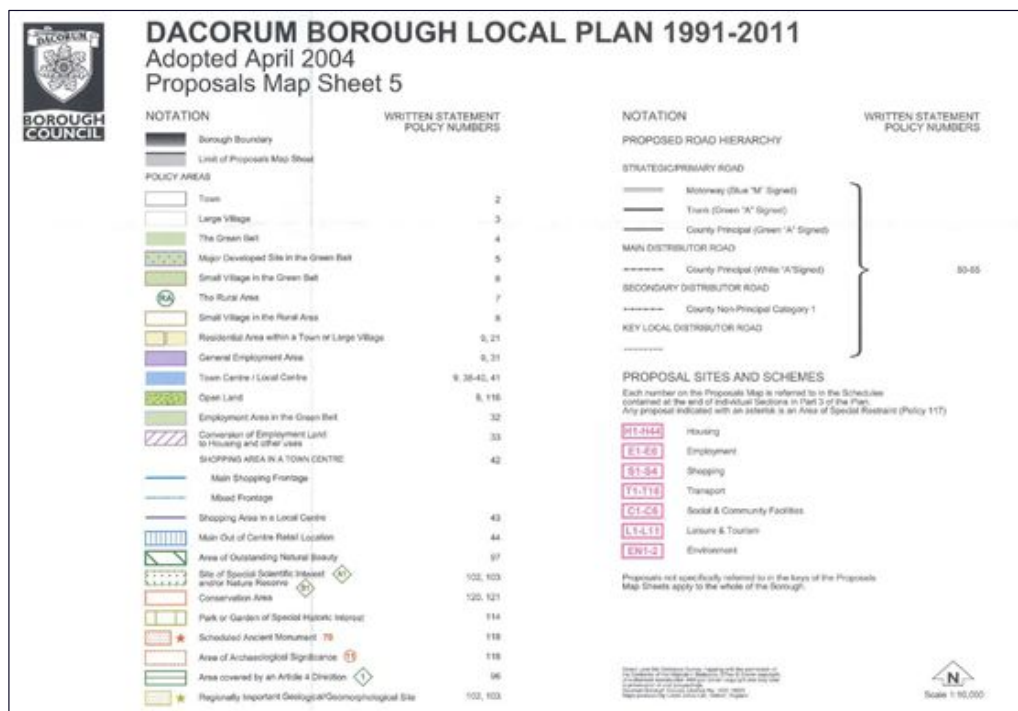 DACORUM
BOROUGH
COUNCIL
DACORUM BOROUGH LOCAL PLAN 1991-2011
Adopted April 2004
Proposals Map Sheet 5
NOTATION
WRITTEN STATEMENT
POLICY NUMBERS
Borough Boundary
Limit of Proposals Map Sheet
POLICY AREAS
Town 2
Large Village 3
The Green Belt 4
Major Developed Site in the Green Belt 5
Small Village in the Green Belt 6
RA The Rural Area 7
Small Village in the Rural Area 8
Residential Area within a Town or Large Village 9, 21
General Employment Area 9, 31
Town Centre / Local Centre 9, 38-40, 41
Open Land 9, 116
Employment Area in the Green Belt 32
Conversion of Employment Land 33
to Housing and other uses
SHOPPING AREA IN A TOWN CENTRE 42
Main Shopping Frontage
Mixed Frontage
Shopping Area in a Local Centre 43
Main Out of Centre Retail Location 44
Area of Outstanding Natural Beauty 97
Site of Special Scientific Interest 102, 103
and/or Nature Reserve
Conservation Area 120, 121
Park or Garden of Special Historic Interest 114
Scheduled Ancient Monument 118
Area of Archaeological Significance 118
Area covered by an Article 4 Direction 1 96
Regionally Important Geological/Geomorphological Site 102, 103
NOTATION
WRITTEN STATEMENT
POLICY NUMBERS
PROPOSED ROAD HIERARCHY
STRATEGIC/PRIMARY ROAD
Motorway (Blue "M" Signed)
Trunk (Green "A" Signed)
County Principal (Green "A" Signed)
MAIN DISTRIBUTOR ROAD
County Principal (White "A"Signed)
SECONDARY DISTRIBUTOR ROAD
County Non-Principal Category 1
KEY LOCAL DISTRIBUTOR ROAD
PROPOSAL SITES AND SCHEMES
Each number on the Proposals Map is referred to in the Schedules
contained at the end of individual Sections in Part 3 of the Plan.
Any proposal indicated with an asterisk is an Area of Special Restraint (Policy 117)
H1-H44 Housing
E1-E6 Employment
S1-S4 Shopping
Transport
C1-C6 Social & Community Facilities
L1-L11 Leisure & Tourism
EN1-2 Environment
Proposals not specifically referred to in the keys of the Proposals
Map Sheets apply to the whole of the Borough.
N
Scale 1:10,000